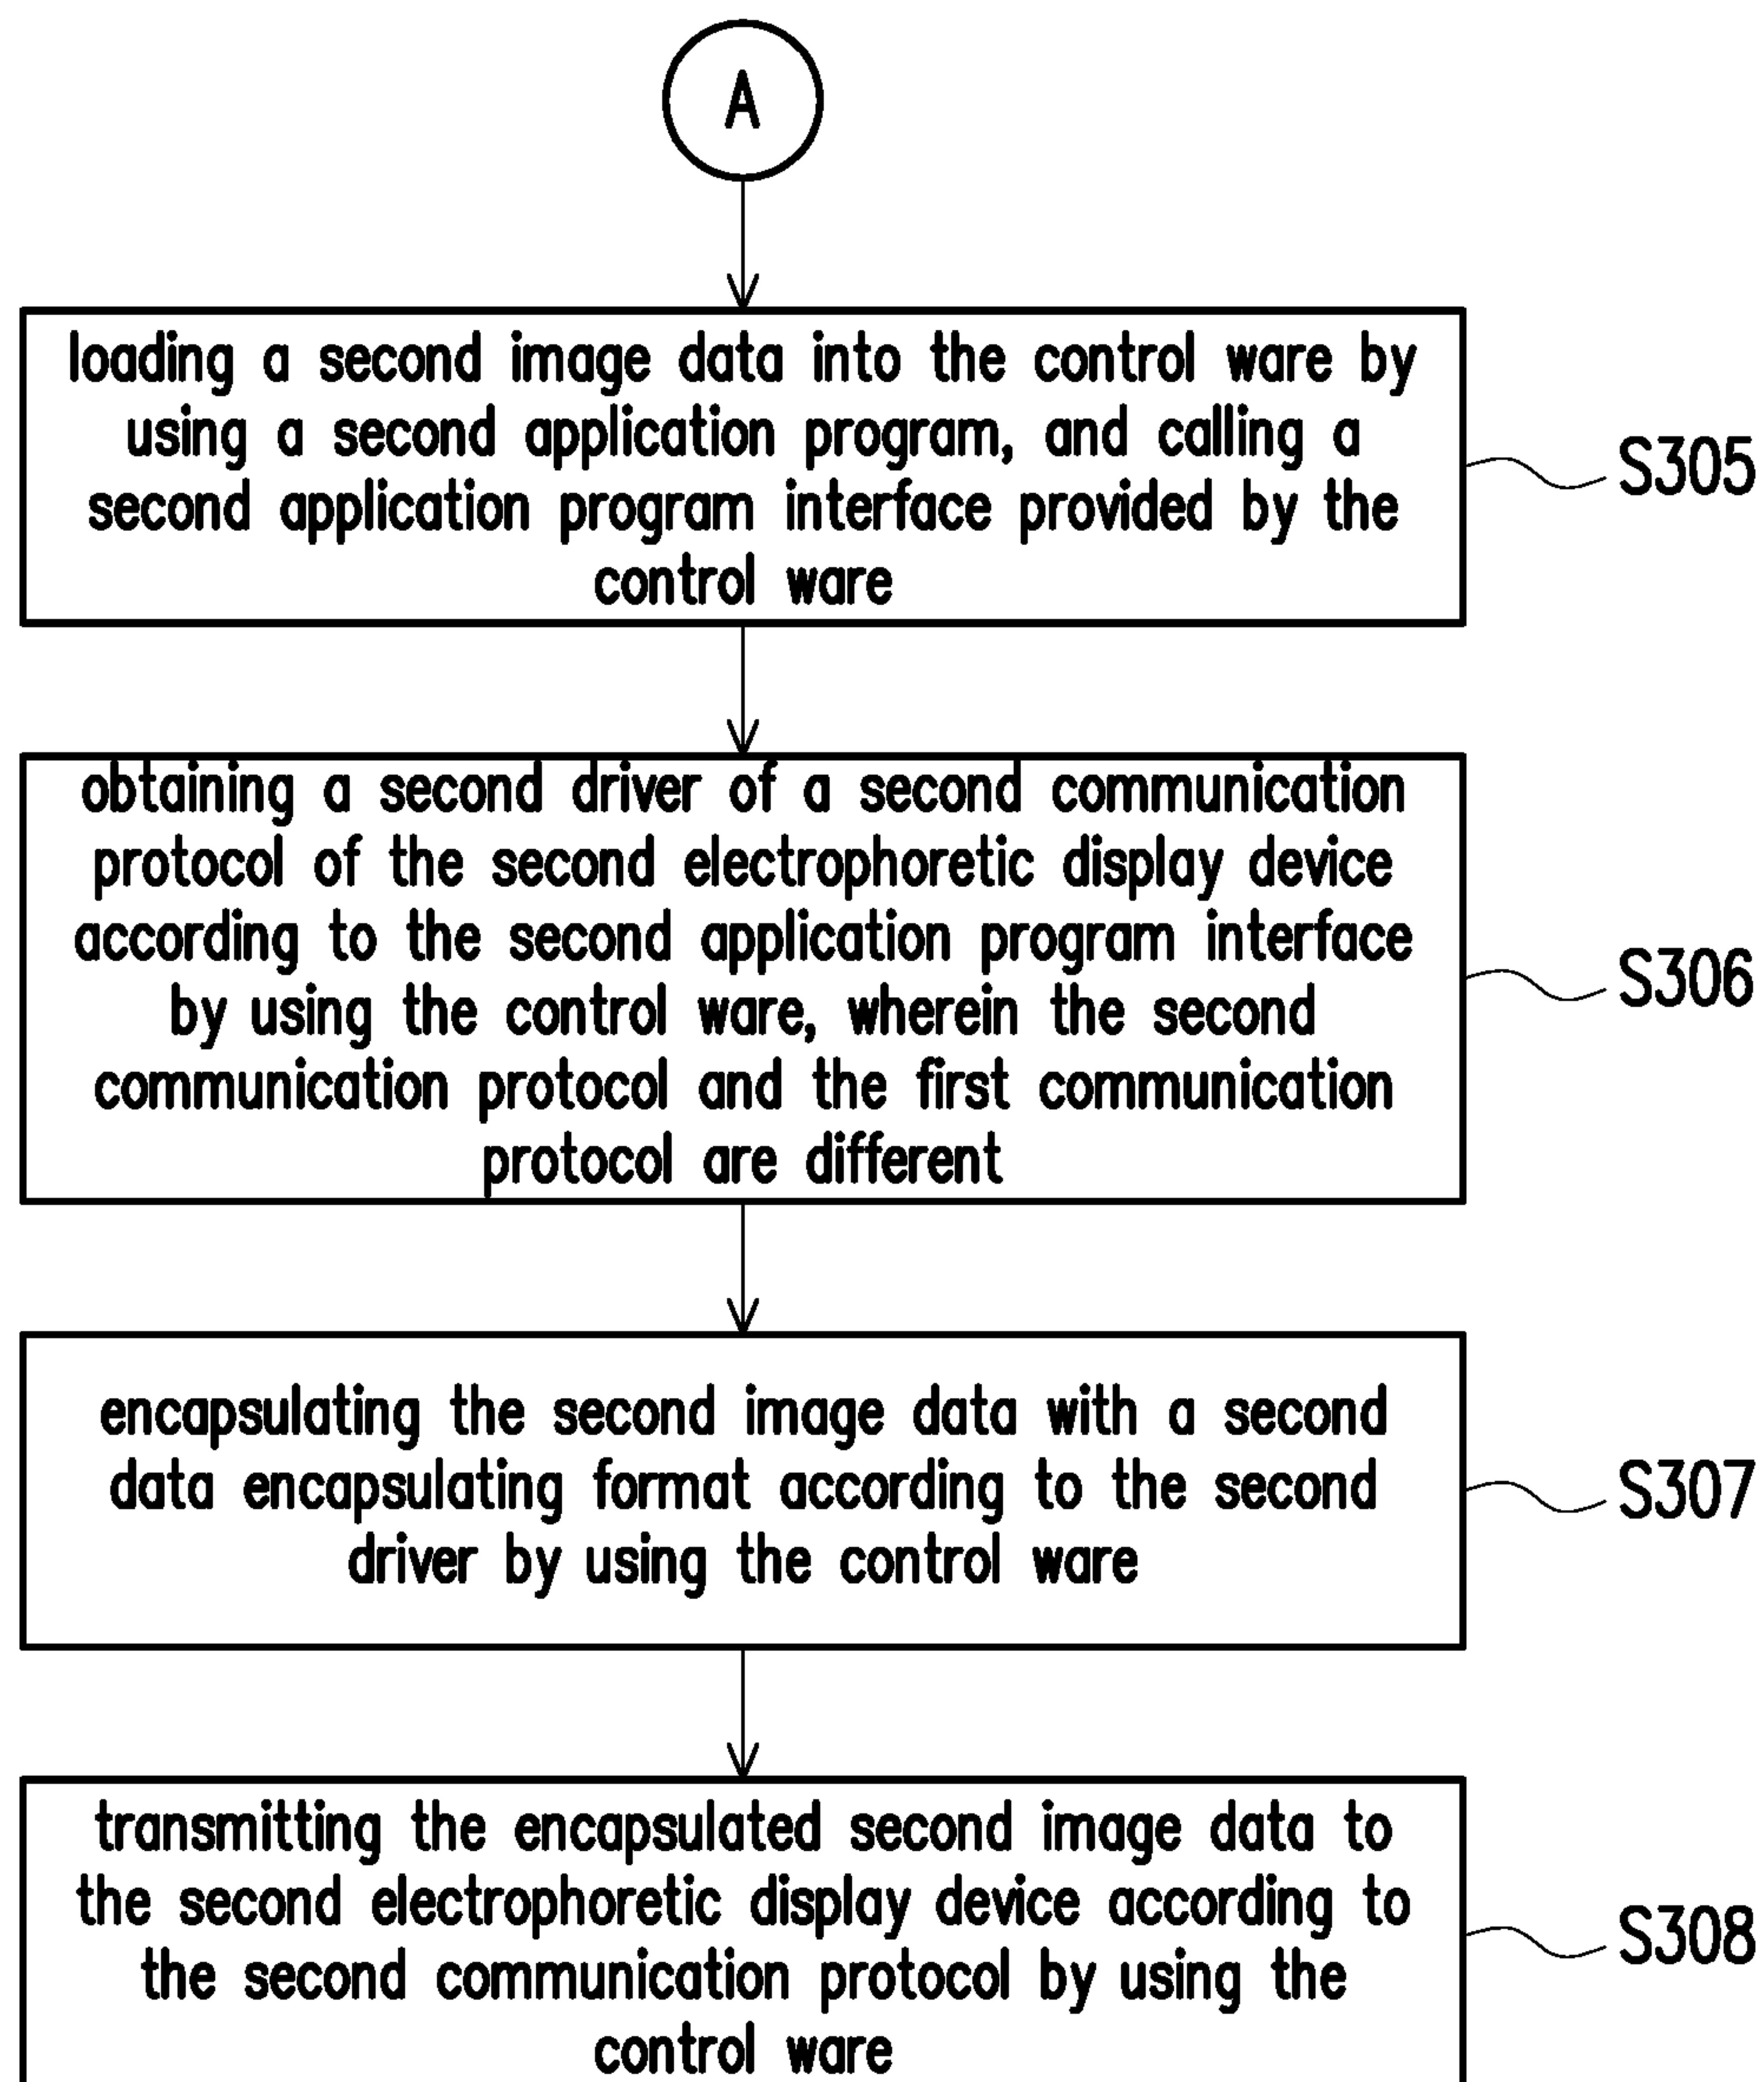 A
loading a second image data into the control ware by
using a second application program, and calling a
second application program interface provided by the
control ware
S305
obtaining a second driver of a second communication
protocol of the second electrophoretic display device
according to the second application program interface
by using the control ware, wherein the second
communication protocol and the first communication
protocol are different
S306
encapsulating the second image data with a second
data encapsulating format according to the second
driver by using the control ware
S307
transmitting the encapsulated second image data to
the second electrophoretic display device according to
the second communication protocol by using the
control ware
S308